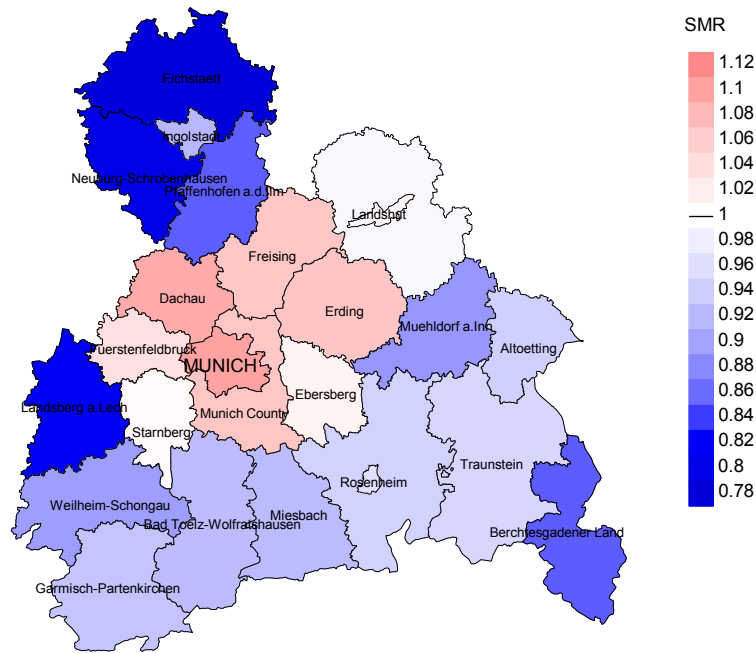 SMR
Eichstaett
Ingolstadt
Neuburg-Schrobenhausen
Pfaffenhofen a.d.Ilm
Landshut
Freising
Dachau
Erding
Muehldorf a.Inn
Altoetting
Fuerstenfeldbruck
MUNICH
Ebersberg
Landsberg a.Lech
Munich County
Starnberg
Traunstein
Rosenheim
Weilheim-Schongau
Miesbach
Bad Toelz-Wolfratshausen
Berchtesgadener Land
Garmisch-Partenkirchen
1.12
1.1
1.08
1.06
1.04
1.02
1
0.98
0.96
0.94
0.92
0.9
0.88
0.86
0.84
0.82
0.8
0.78